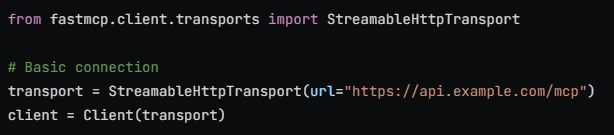 from fastmcp.client.transports import StreamableHttpTransport
# Basic connection
transport = StreamableHttpTransport(url="https://api.example.com/mcp")
client = Client(transport)